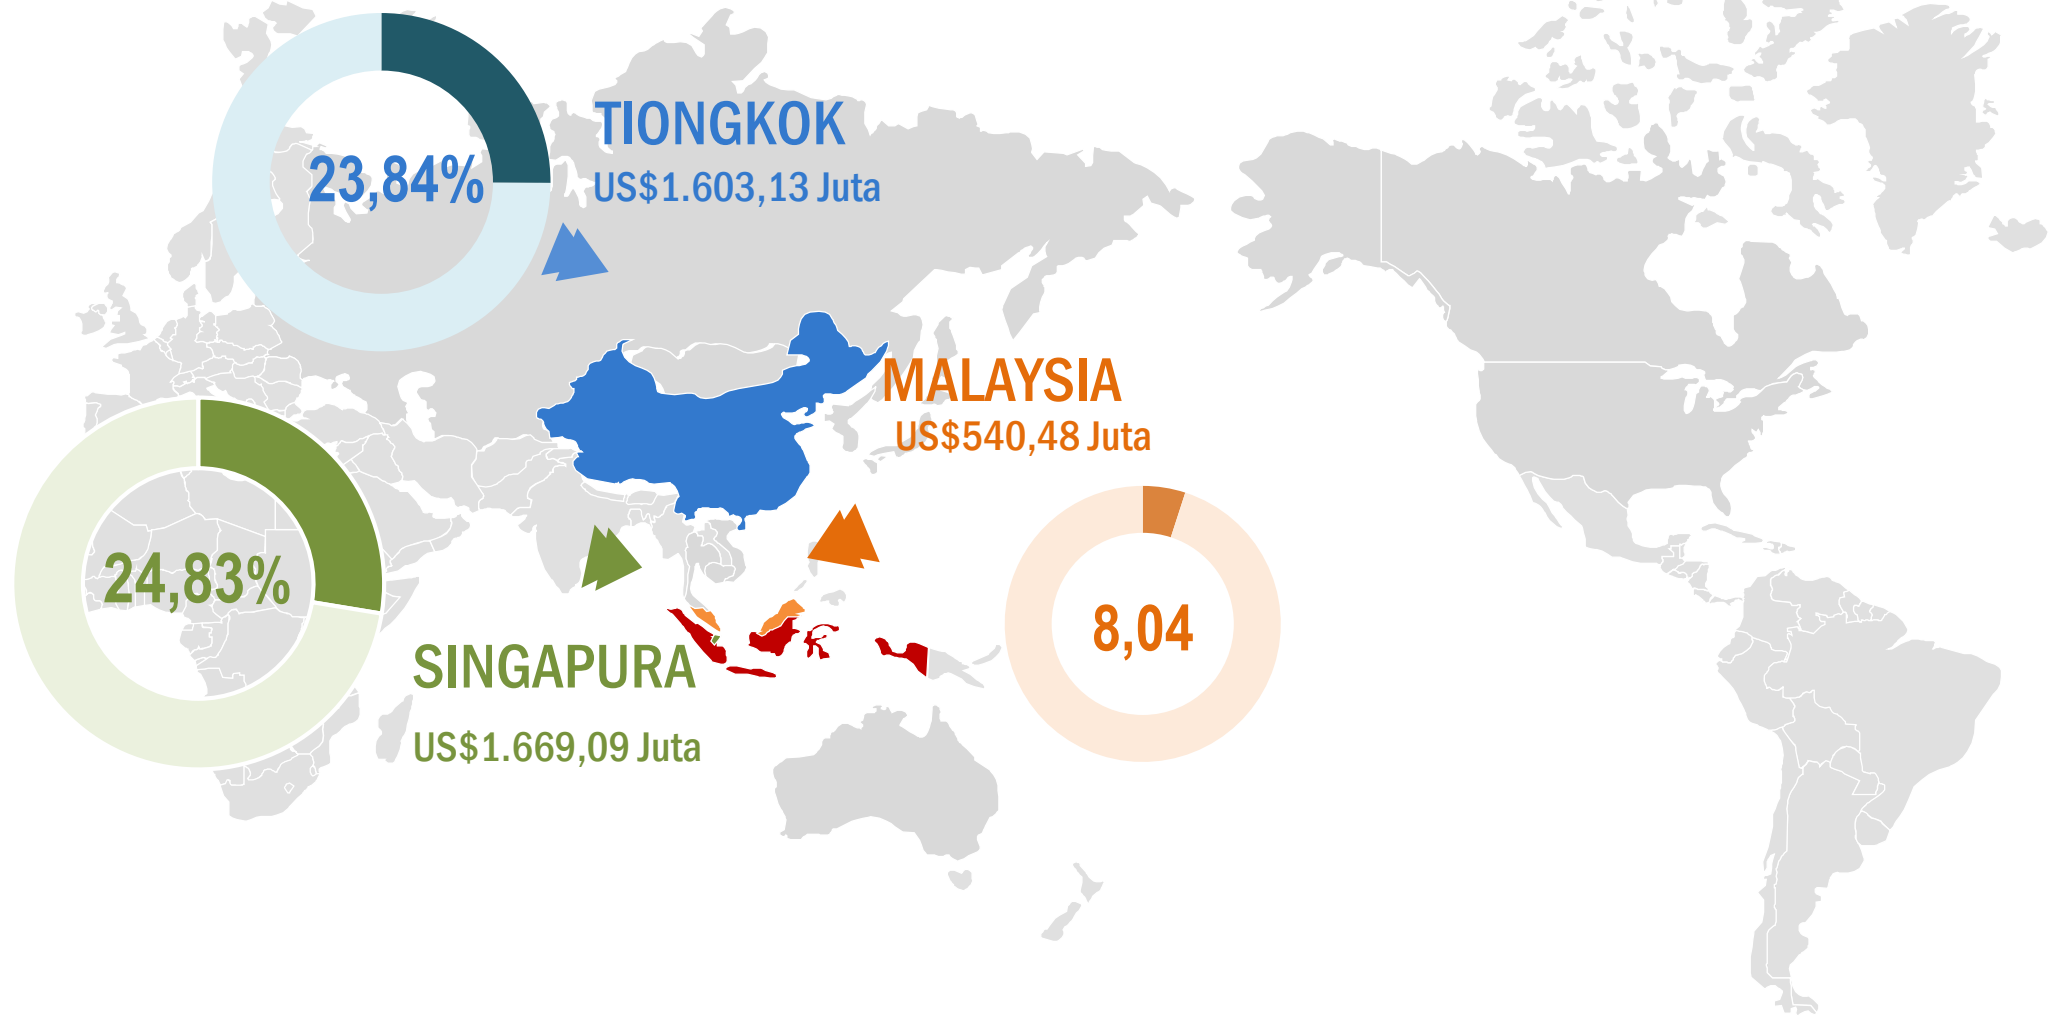 TIONGKOK
US$1.603,13 Juta
23,84%
MALAYSIA
US$540,48 Juta
8,04
24,83%
SINGAPURA
US$1.669,09 Juta